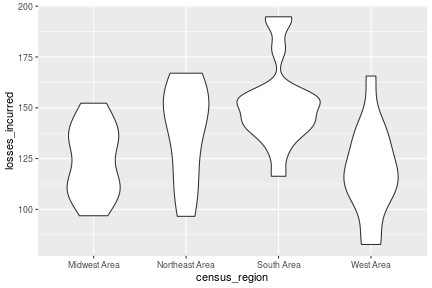 200
175
150
125
100
losses_incurred
Midwest Area
Northeast Area
South Area
West Area
census_region